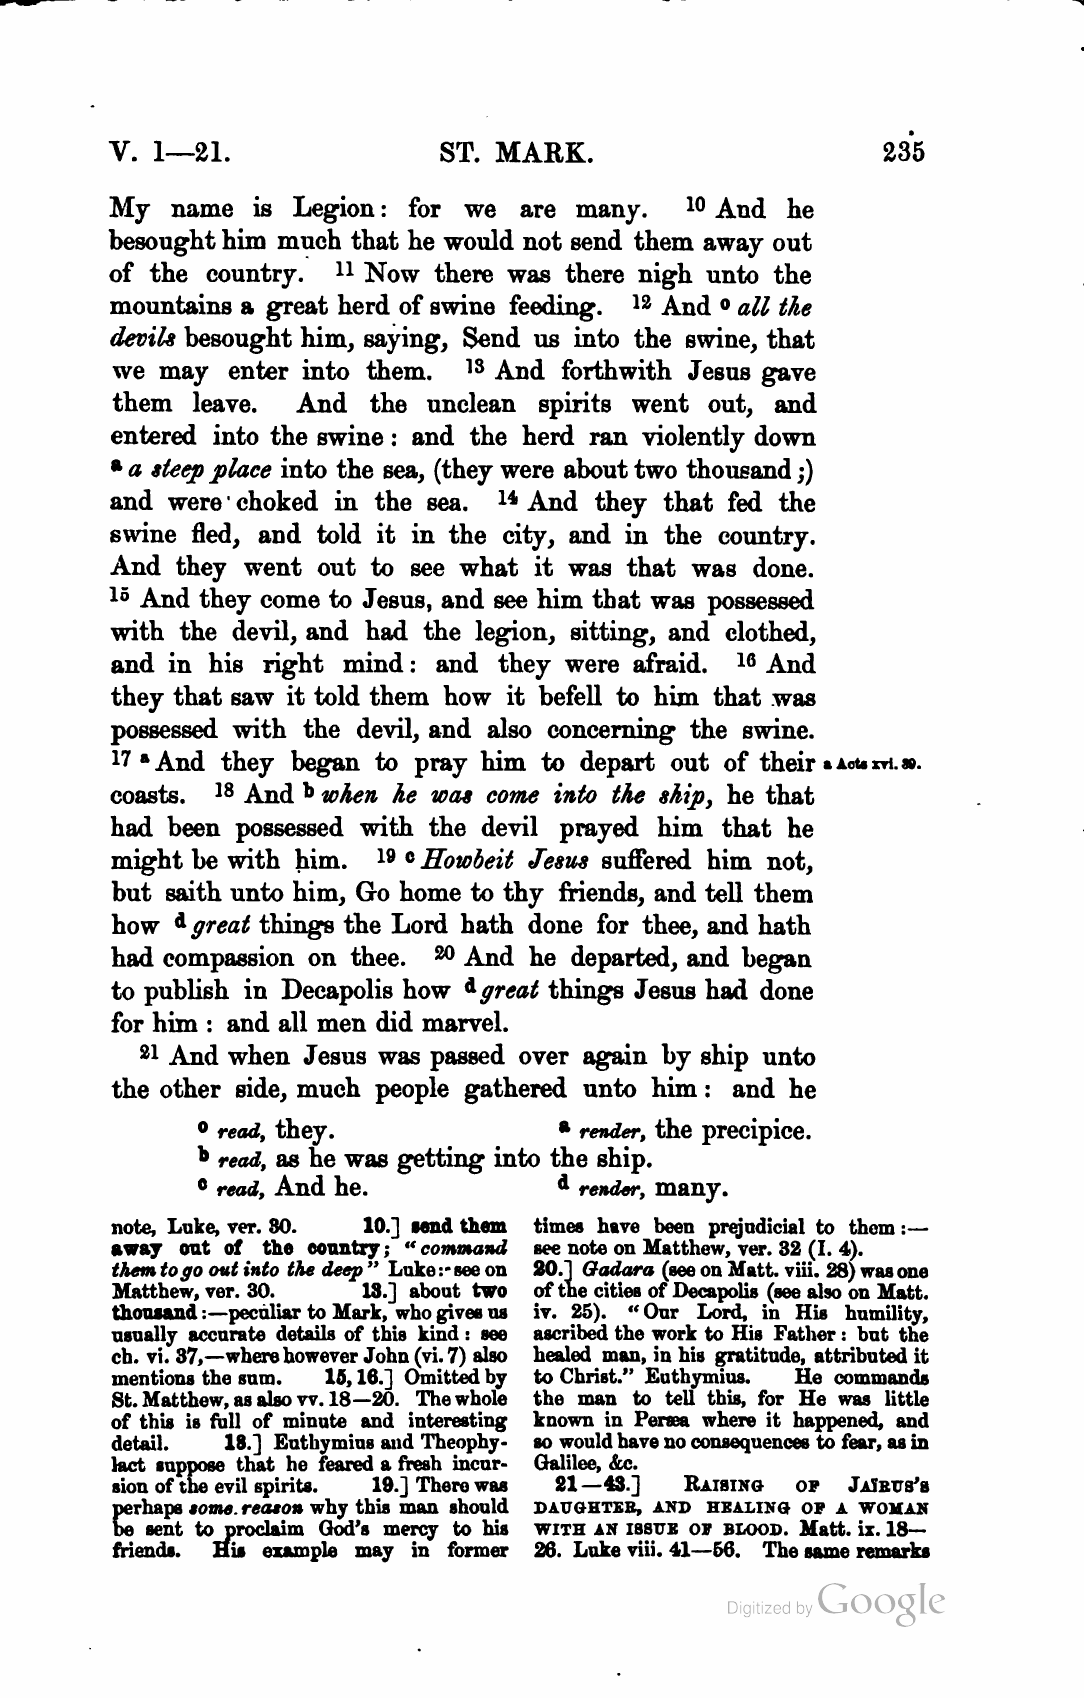 V. 1—21. ST. MARK. 235
My name is Legion: for we are many. 10 And he
besought him much that he would not send them away out
of the country. 11 Now there was there nigh unto the
mountains a great herd of swine feeding. 12 And o all the
devils besought him, saying, Send us into the swine, that
we may enter into them. 13 And forthwith Jesus gave
them leave. And the unclean spirits went out, and
entered into the swine: and the herd ran violently down
a a steep place into the sea, (they were about two thousand;)
and were choked in the sea. 14 And they that fed the
swine fled, and told it in the city, and in the country.
And they went out to see what it was that was done.
15 And they come to Jesus, and see him that was possessed
with the devil, and had the legion, sitting, and clothed,
and in his right mind: and they were afraid. 16 And
they that saw it told them how it befell to him that was
possessed with the devil, and also concerning the swine.
17 a And they began to pray him to depart out of their a Acts xvi. 39.
coasts. 18 And b when he was come into the ship, he that
had been possessed with the devil prayed him that he
might be with him. 19 c Howbeit Jesus suffered him not,
but saith unto him, Go home to thy friends, and tell them
how d great things the Lord hath done for thee, and hath
had compassion on thee. 20 And he departed, and began
to publish in Decapolis how d great things Jesus had done
for him : and all men did marvel.
21 And when Jesus was passed over again by ship unto
the other side, much people gathered unto him: and he
o read, they. a render, the precipice.
b read, as he was getting into the ship.
c read, And he. d render, many.
note, Luke, ver. 30. 10.] send them
away out of the country; “command
them to go out into the deep” Luke:-see on
Matthew, ver. 30. 13.] about two
thousand:—peculiar to Mark, who gives us
usually accurate details of this kind: see
ch. vi. 37,—where however John (vi. 7) also
mentions the sum. 15, 16.] Omitted by
St. Matthew, as also vv. 18—20. The whole
of this is full of minute and interesting
detail. 18.] Euthymius and Theophy-
lact suppose that he feared a fresh incur-
sion of the evil spirits. 19.] There was
perhaps some reason why this man should
be sent to proclaim God’s mercy to his
friends. His example may in former
times have been prejudicial to them:—
see note on Matthew, ver. 32 (I. 4).
20.] Gadara (see on Matt. viii. 28) was one
of the cities of Decapolis (see also on Matt.
iv. 25). “Our Lord, in His humility,
ascribed the work to His Father: but the
healed man, in his gratitude, attributed it
to Christ.” Euthymius. He commands
the man to tell this, for He was little
known in Peræa where it happened, and
so would have no consequences to fear, as in
Galilee, &c.
21—43.] RAISING OF JAÏRUS’S
DAUGHTER, AND HEALING OF A WOMAN
WITH AN ISSUE OF BLOOD. Matt. ix. 18—
26. Luke viii. 41—56. The same remarks
Digitized by Google